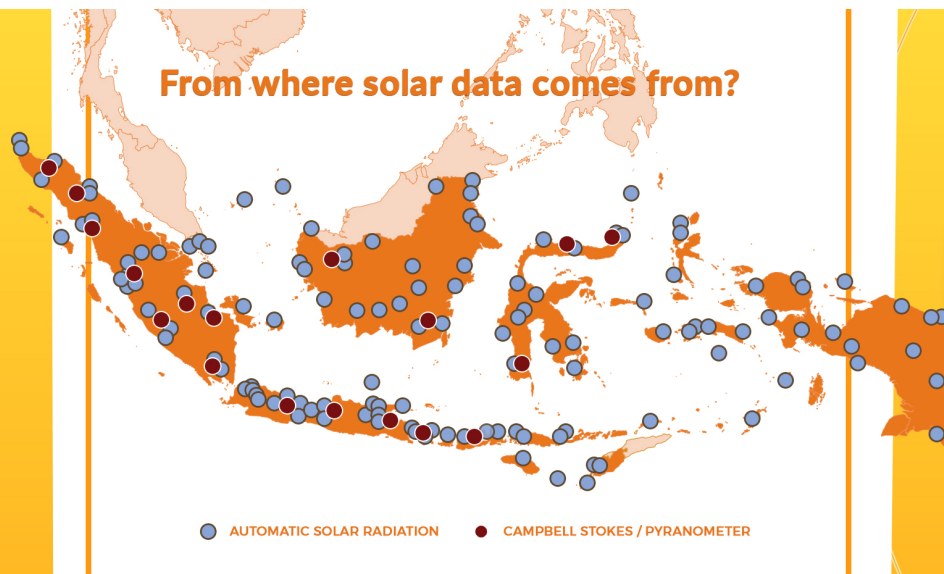 From where solar data comes from?
AUTOMATIC SOLAR RADIATION
CAMPBELL STOKES / PYRANOMETER